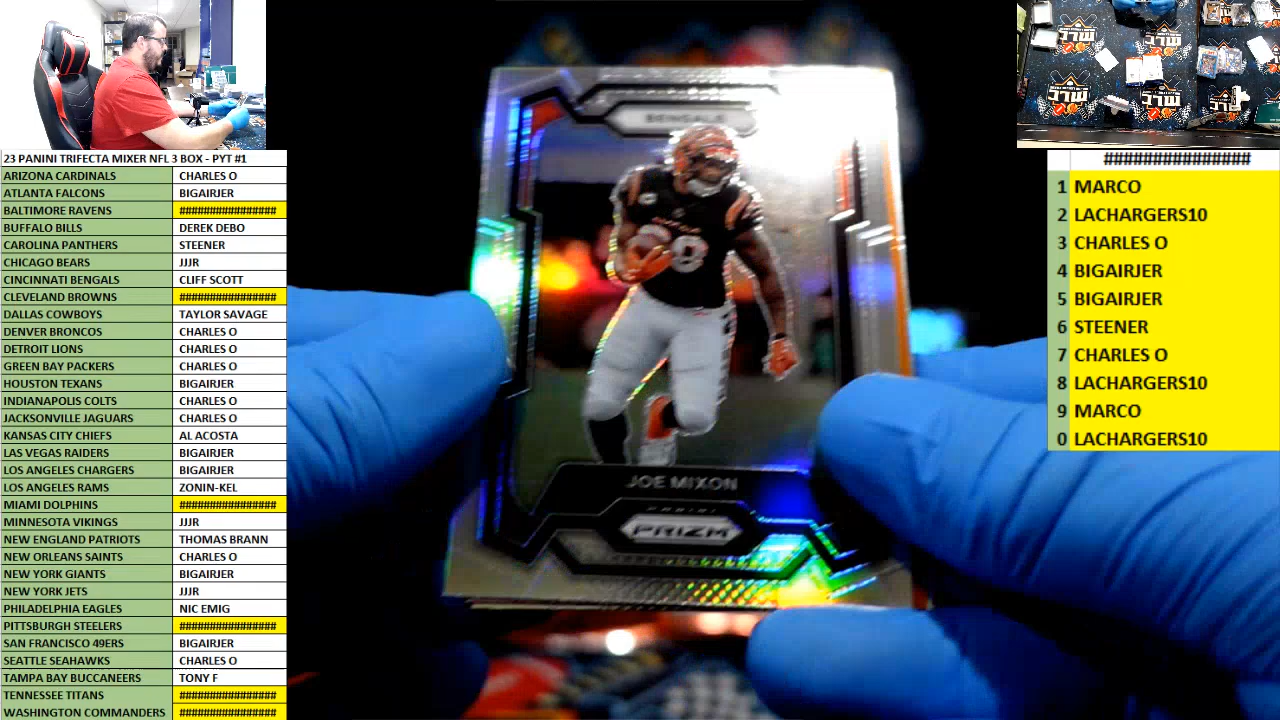 23 PANINI TRIFECTA MIXER NFL 3 BOX - PYT #1
ARIZONA CARDINALS CHARLES O
ATLANTA FALCONS BIGAIRJER
BALTIMORE RAVENS ################
BUFFALO BILLS DEREK DEBO
CAROLINA PANTHERS STEENER
CHICAGO BEARS JJJR
CINCINNATI BENGALS CLIFF SCOTT
CLEVELAND BROWNS ################
DALLAS COWBOYS TAYLOR SAVAGE
DENVER BRONCOS CHARLES O
DETROIT LIONS CHARLES O
GREEN BAY PACKERS CHARLES O
HOUSTON TEXANS BIGAIRJER
INDIANAPOLIS COLTS CHARLES O
JACKSONVILLE JAGUARS CHARLES O
KANSAS CITY CHIEFS AL ACOSTA
LAS VEGAS RAIDERS BIGAIRJER
LOS ANGELES CHARGERS BIGAIRJER
LOS ANGELES RAMS ZONIN-KEL
MIAMI DOLPHINS ################
MINNESOTA VIKINGS JJJR
NEW ENGLAND PATRIOTS THOMAS BRANN
NEW ORLEANS SAINTS CHARLES O
NEW YORK GIANTS BIGAIRJER
NEW YORK JETS JJJR
PHILADELPHIA EAGLES NIC EMIG
PITTSBURGH STEELERS ################
SAN FRANCISCO 49ERS BIGAIRJER
SEATTLE SEAHAWKS CHARLES O
TAMPA BAY BUCCANEERS TONY F
TENNESSEE TITANS ################
WASHINGTON COMMANDERS ################
BENGALS
28
JOE MIXON
PANINI
PRIZM
################
1 MARCO
2 LACHARGERS10
3 CHARLES O
4 BIGAIRJER
5 BIGAIRJER
6 STEENER
7 CHARLES O
8 LACHARGERS10
9 MARCO
0 LACHARGERS10